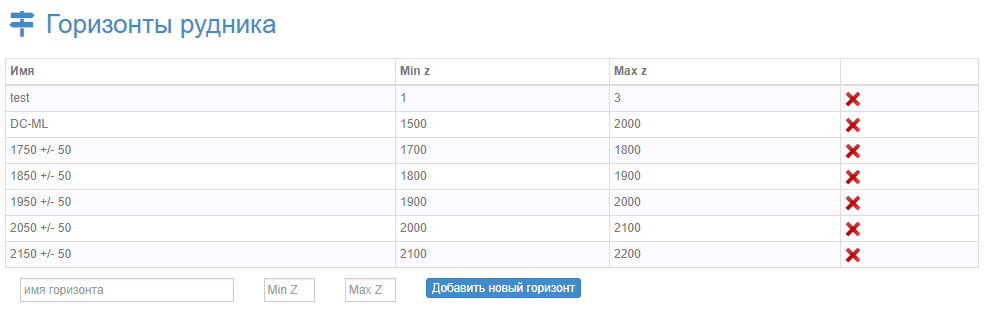 Горизонты рудника
Имя Min z Max z
test 1 3
DC-ML 1500 2000
1750 +/- 50 1700 1800
1850 +/- 50 1800 1900
1950 +/- 50 1900 2000
2050 +/- 50 2000 2100
2150 +/- 50 2100 2200
имя горизонта Min Z Max Z Добавить новый горизонт